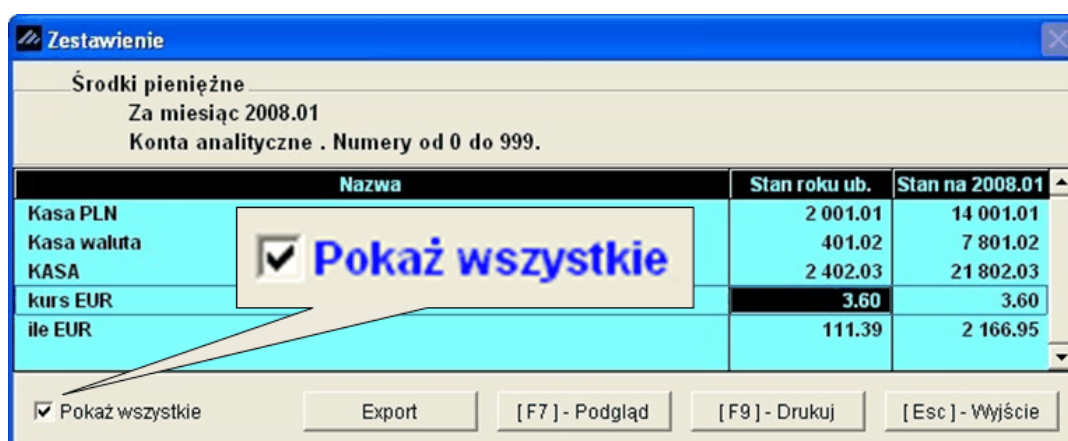 Zestawienie
Środki pieniężne
Za miesiąc 2008.01
Konta analityczne . Numery od 0 do 999.
Nazwa Stan roku ub. Stan na 2008.01
Kasa PLN 2 001.01 14 001.01
Kasa waluta 401.02 7 801.02
KASA 2 402.03 21 802.03
kurs EUR 3.60 3.60
ile EUR 111.39 2 166.95
Pokaż wszystkie
Pokaż wszystkie Export [ F7 ] - Podgląd [ F9 ] - Drukuj [ Esc ] - Wyjście